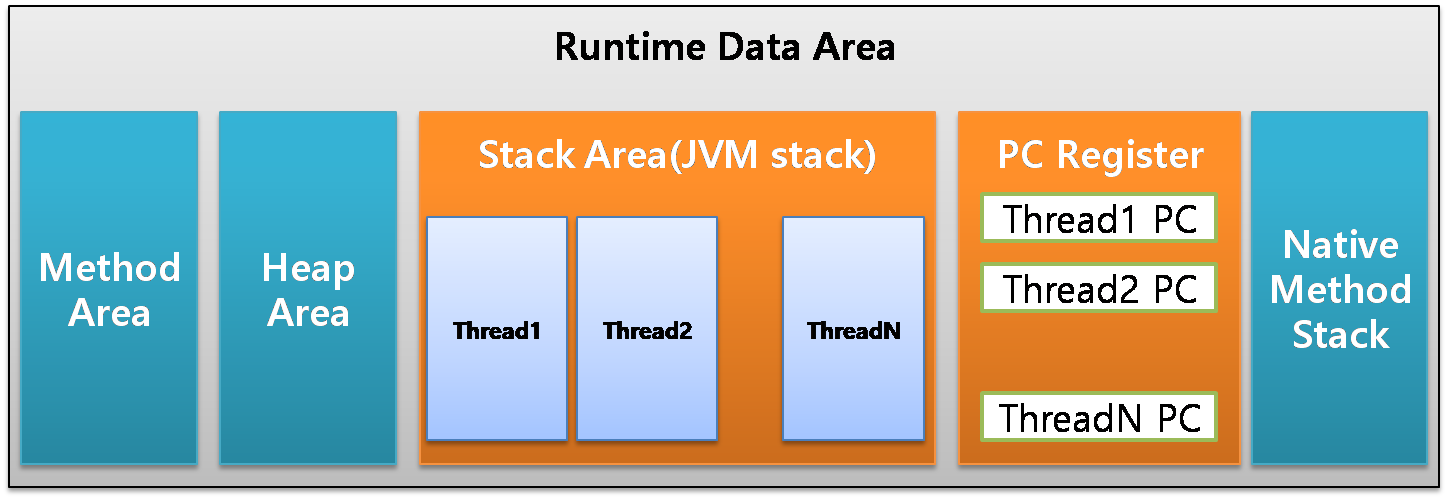 Runtime Data Area
Method
Area
Heap
Area
Stack Area(JVM stack)
Thread1
Thread2
ThreadN
PC Register
Thread1 PC
Thread2 PC
ThreadN PC
Native
Method
Stack